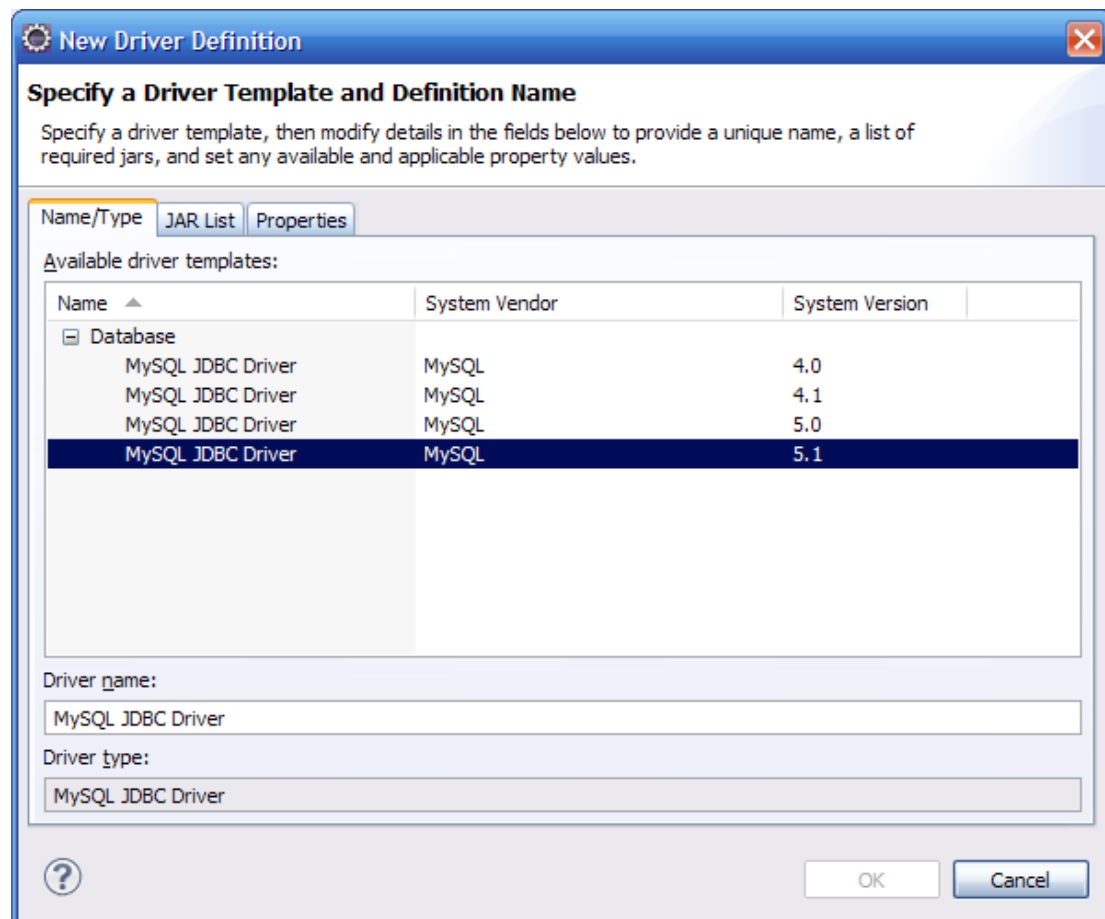 New Driver Definition
Specify a Driver Template and Definition Name
Specify a driver template, then modify details in the fields below to provide a unique name, a list of
required jars, and set any available and applicable property values.
Name/Type JAR List Properties
Available driver templates:
Name System Vendor System Version
Database
MySQL JDBC Driver MySQL 4.0
MySQL JDBC Driver MySQL 4.1
MySQL JDBC Driver MySQL 5.0
MySQL JDBC Driver MySQL 5.1
Driver name:
MySQL JDBC Driver
Driver type:
MySQL JDBC Driver
? OK Cancel